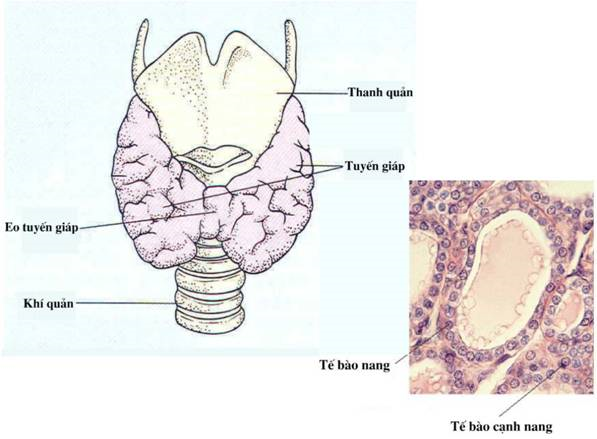 Thanh quản
Tuyến giáp
Eo tuyến giáp
Khí quản
Tế bào nang
Tế bào cạnh nang